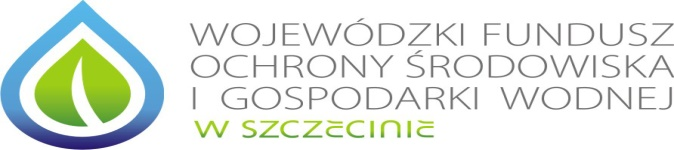 WOJEWÓDZKI FUNDUSZ
OCHRONY ŚRODOWISKA
I GOSPODARKI WODNEJ
W SZCZECINIE